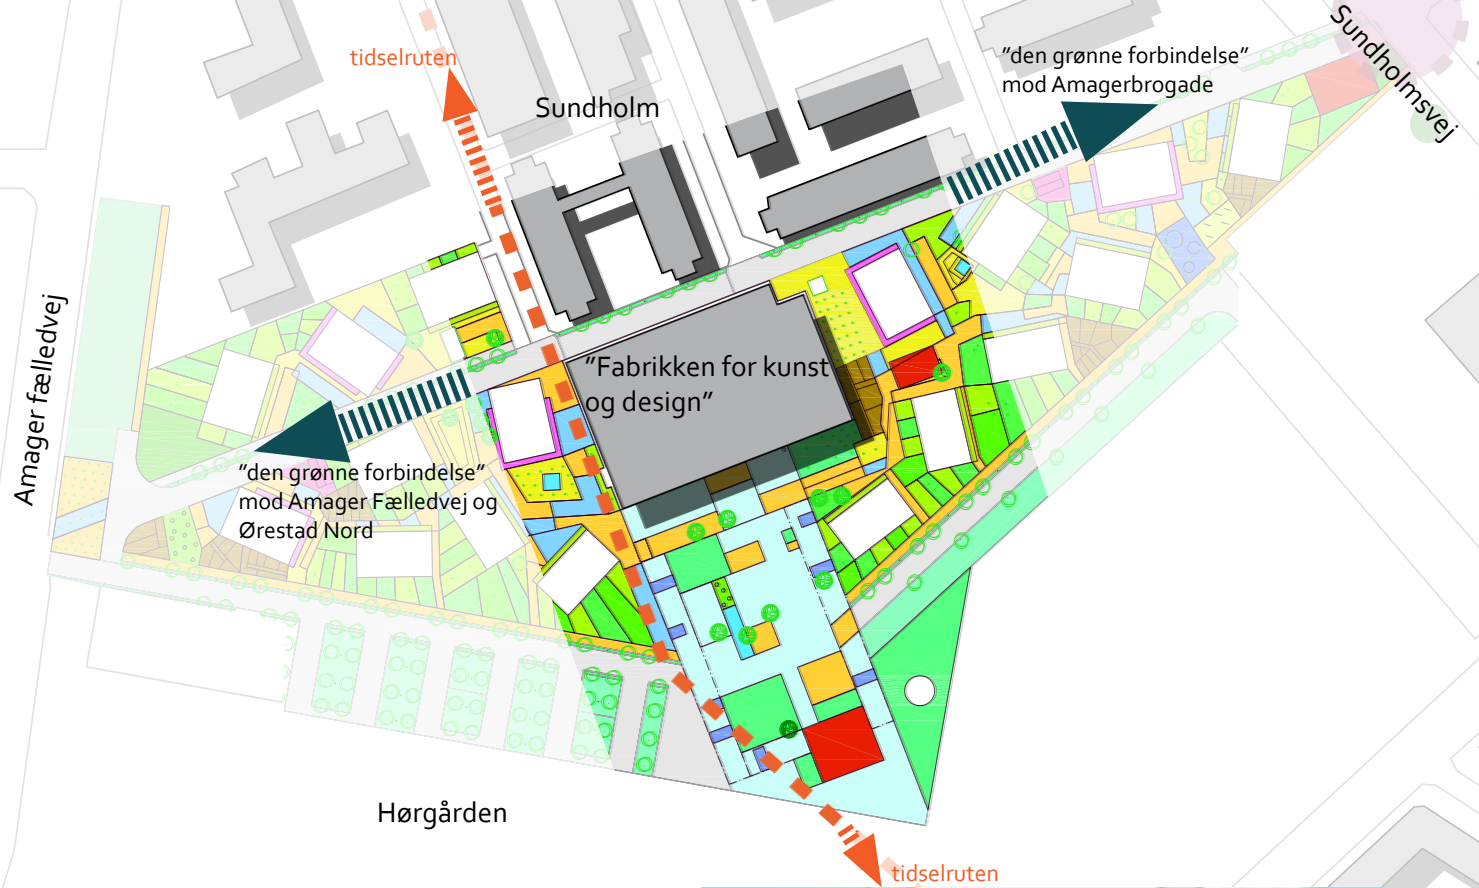 Sundholmsvej
"den grønne forbindelse"
mod Amagerbrogade
tidselruten
Sundholm
"Fabrikken for kunst
og design"
Amager fælledvej
"den grønne forbindelse"
mod Amager Fælledvej og
Ørestad Nord
Hørgården
tidselruten